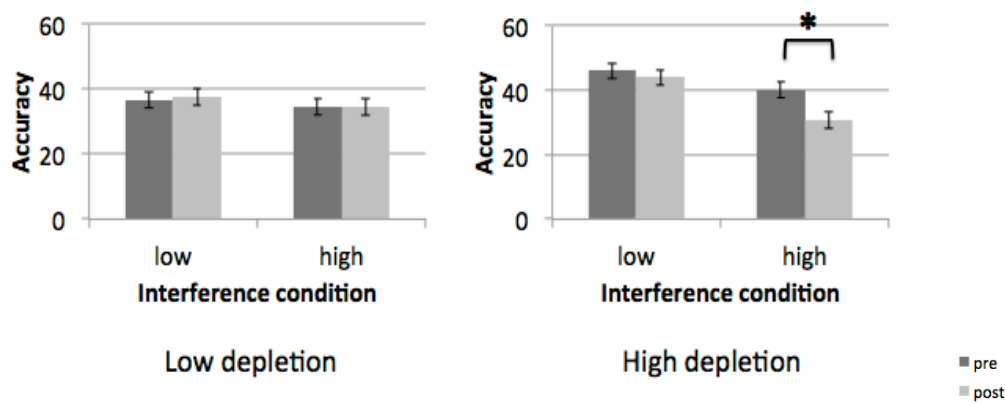 60
40
20
0
Accuracy
low
high
Interference condition
Low depletion
*
60
40
20
0
Accuracy
low
high
Interference condition
High depletion
pre
post